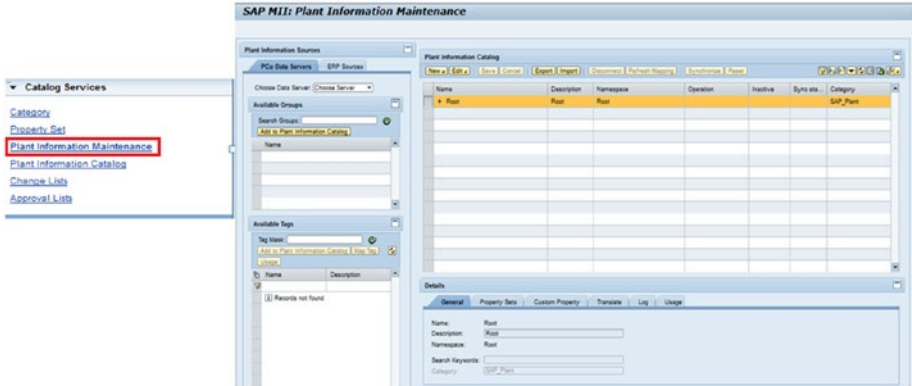 SAP MII: Plant Information Maintenance
Catalog Services
Category
Property Set
Plant Information Maintenance
Plant Information Catalog
Change Lists
Approval Lists
Plant Information Sources
PCo Data Servers ERP Sources
Choose Data Server: Choose Server
Available Groups
Search Groups:
Add to Plant Information Catalog
Name
Available Tags
Tag Mask:
Add to Plant Information Catalog Map Tag
Usage
Name Description
Records not found
Plant Information Catalog
New Edit Save Cancel Export Import Disconnect Refresh Mapping Synchronize Reset
Name Description Namespace Operation Inactive Sync sta... Category
Root Root Root SAP_Plant
Details
General Property Sets Custom Property Translate Log Usage
Name: Root
Description: Root
Namespace: Root
Search Keywords:
Category: SAP_Plant